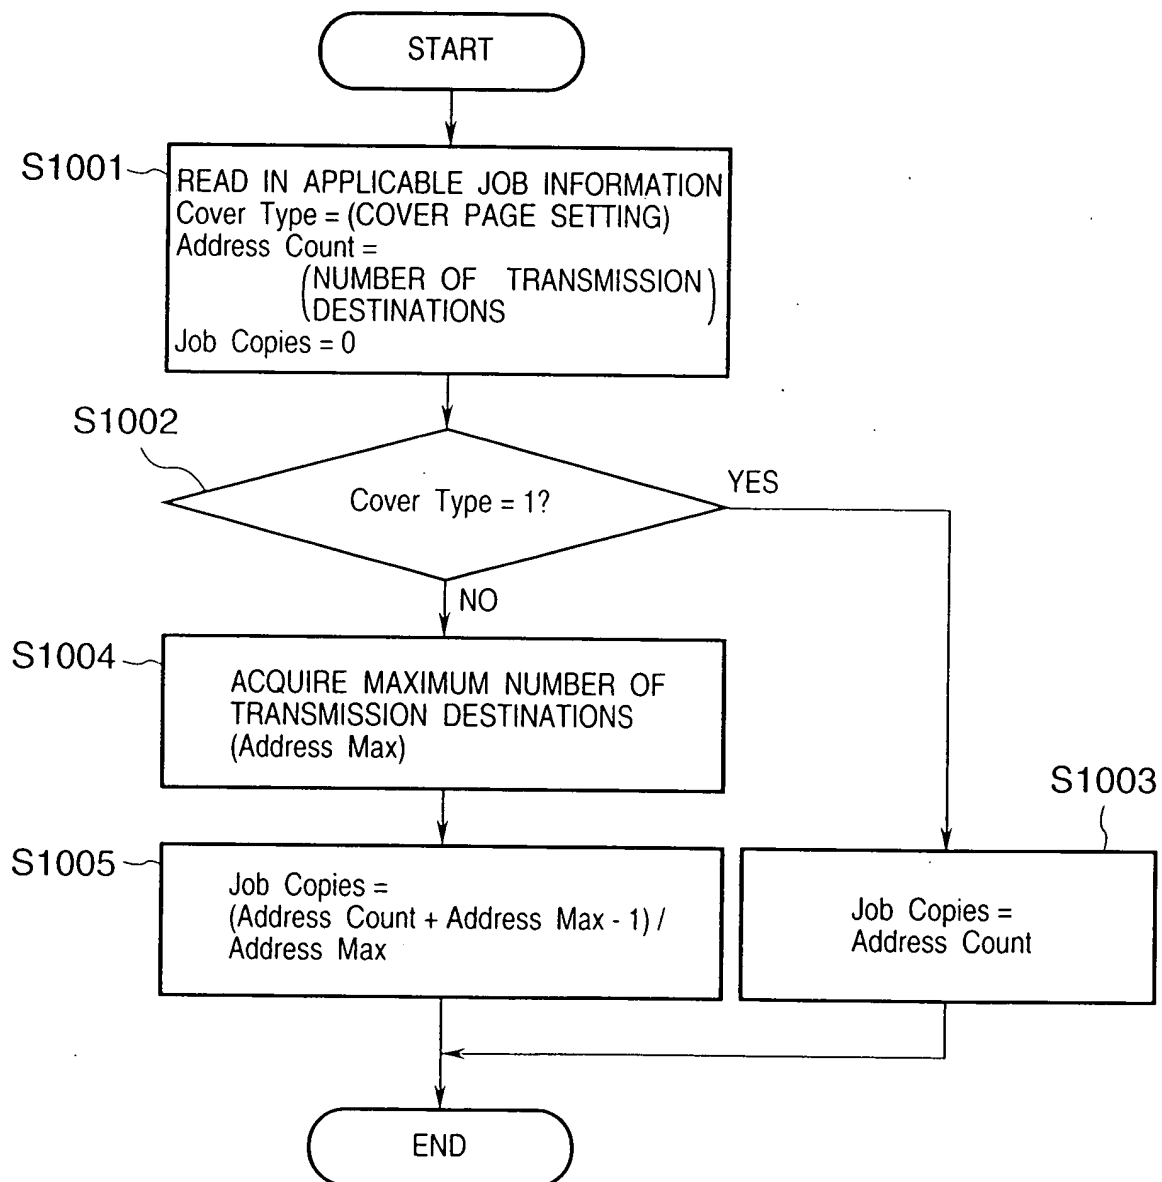 START
S1001
READ IN APPLICABLE JOB INFORMATION
Cover Type = (COVER PAGE SETTING)
Address Count =
(NUMBER OF TRANSMISSION
DESTINATIONS)
Job Copies = 0
S1002
Cover Type = 1?
YES
NO
S1004
ACQUIRE MAXIMUM NUMBER OF
TRANSMISSION DESTINATIONS
(Address Max)
S1003
S1005
Job Copies =
(Address Count + Address Max - 1) /
Address Max
Job Copies =
Address Count
END